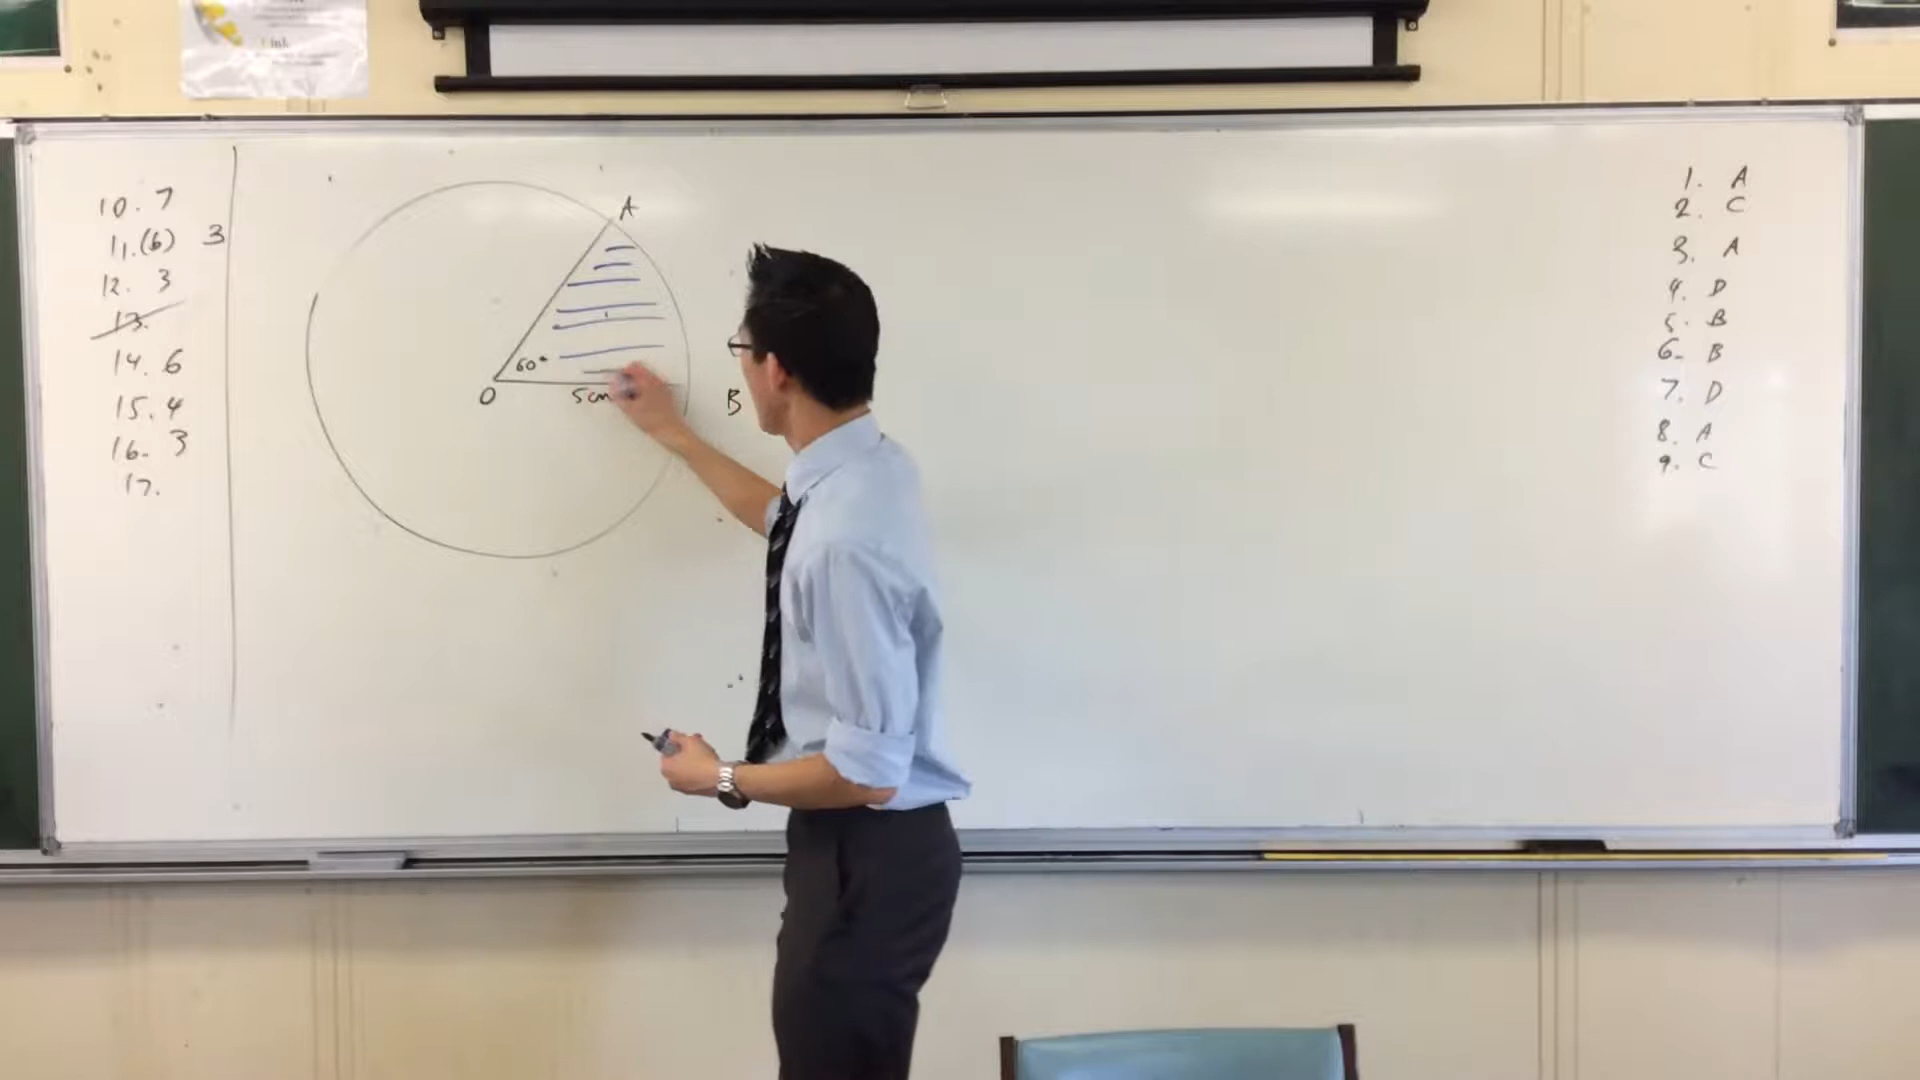 Link
10. 7
11. (6) 3
12. 3
13.
14. 6
15. 4
16. 3
17.
A
60°
O
5cm
B
1. A
2. C
3. A
4. D
5. B
6. B
7. D
8. A
9. C